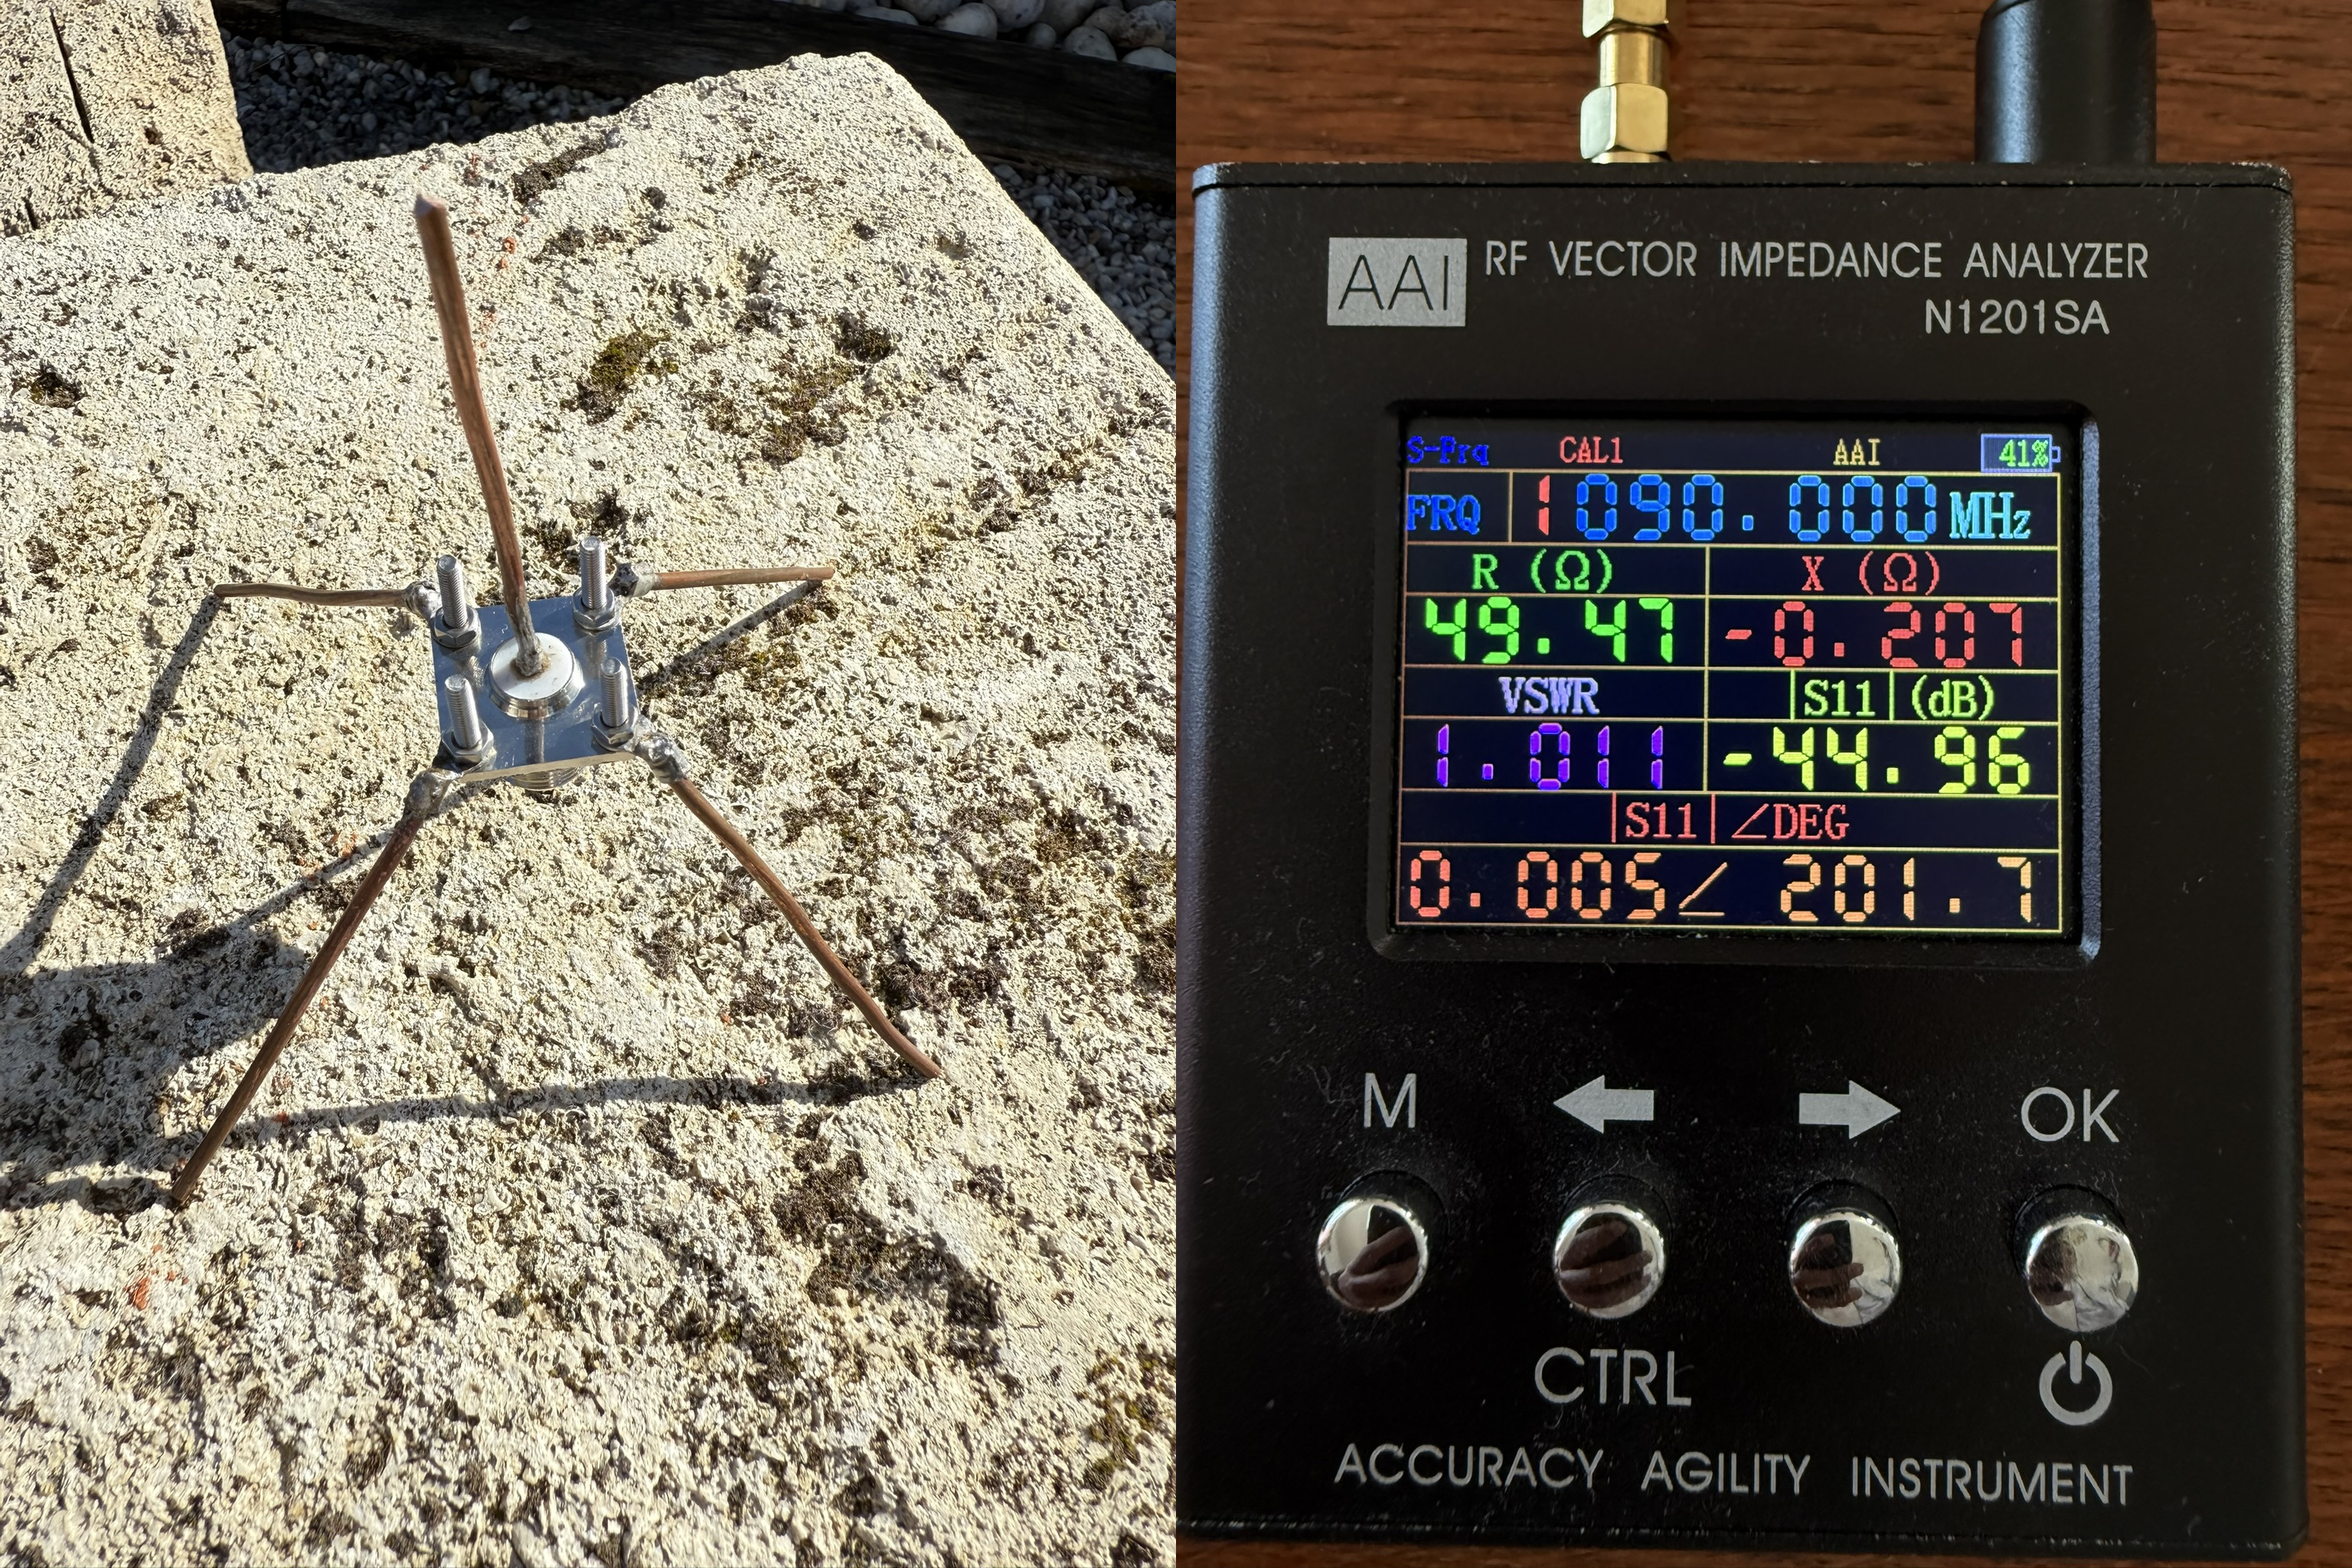 AAI RF VECTOR IMPEDANCE ANALYZER
N1201SA
S-Prq CAL1 AAI 41%
FRQ 1090.000MHz
R (Ω) X (Ω)
49.47 -0.207
VSWR |S11|(dB)
1.011 -44.96
|S11|∠DEG
0.005∠ 201.7
M OK
CTRL
ACCURACY AGILITY INSTRUMENT